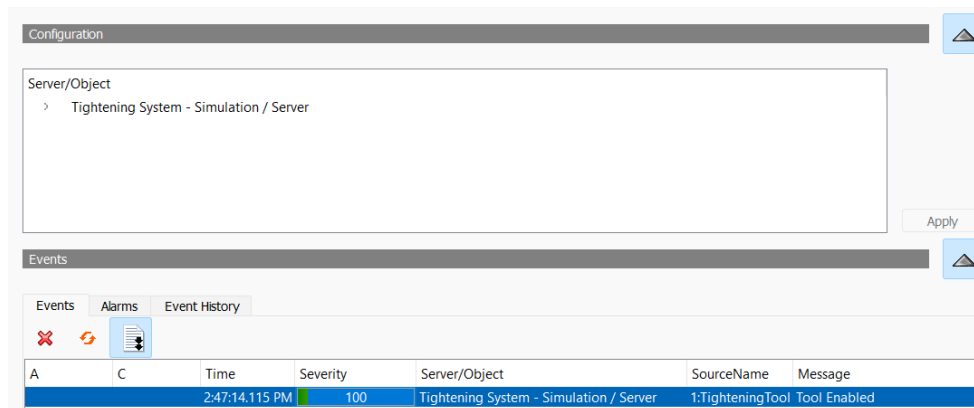 Configuration
Server/Object
Tightening System - Simulation / Server
Apply
Events
Events Alarms Event History
A C Time Severity Server/Object SourceName Message
2:47:14.115 PM 100 Tightening System - Simulation / Server 1:TighteningTool Tool Enabled